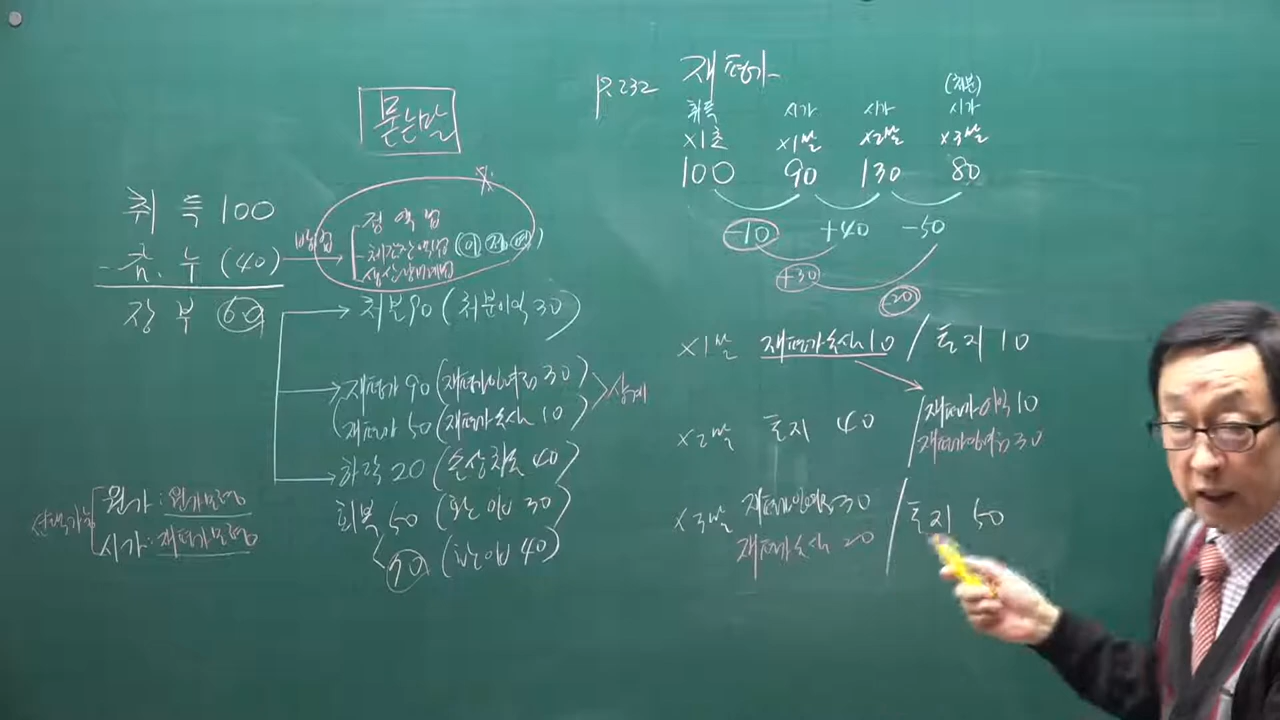 묻는말
취득 100
-감.누 (40)
장부 60
방법
정액법
체감잔액법 (이 정 연)
생산량비례법
처분 90 (처분이익 30)
재평가 90 (재평가잉여금 30)
재평가 50 (재평가손실 10)
상계
하락 20 (손상차손 40)
회복 50 (환입 30)
70 (환입 40)
선택가능
원가: 원가모형
시가: 재평가모형
p.232 재평가
(처분)
취득 시가 시가 시가
x1초 x1말 x2말 x3말
100 90 130 80
-10 +40 -50
+30
-20
x1말 재평가손실 10 / 토지 10
x2말 토지 40 / 재평가이익 10
재평가잉여금 30
x3말 재평가잉여금 30 / 토지 50
재평가손실 20